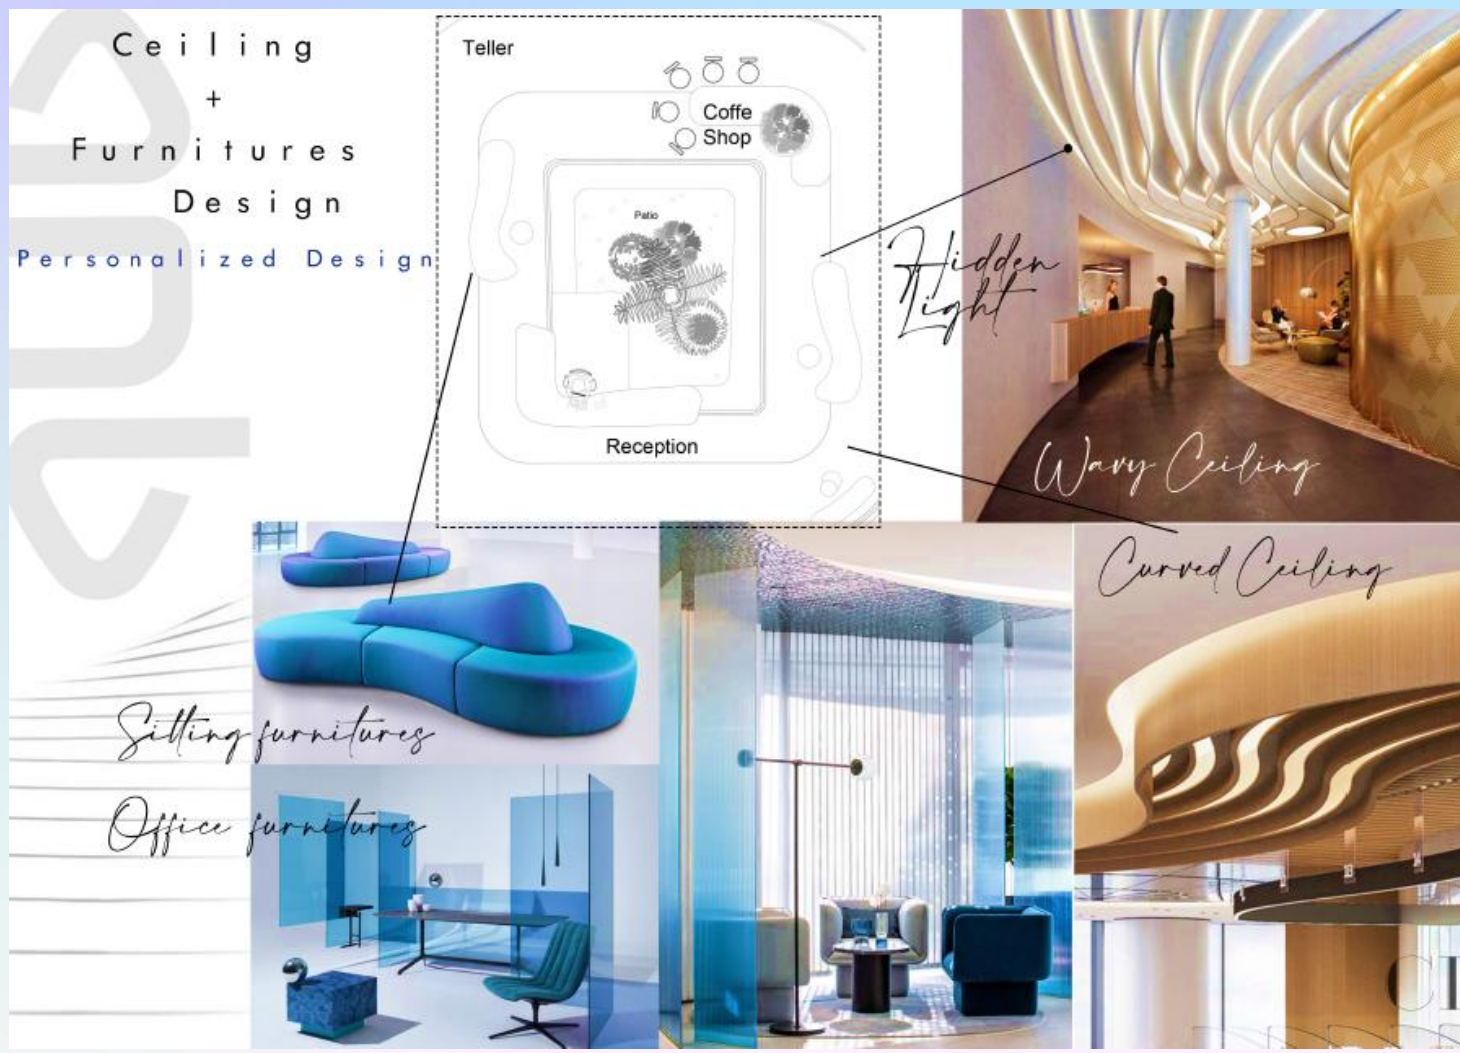 Ceiling
+
Furnitures
Design
Personalized Design
Teller
Coffe
Shop
Patio
Reception
Hidden
Light
Wavy Ceiling
Curved Ceiling
Sitting furnitures
Office furnitures